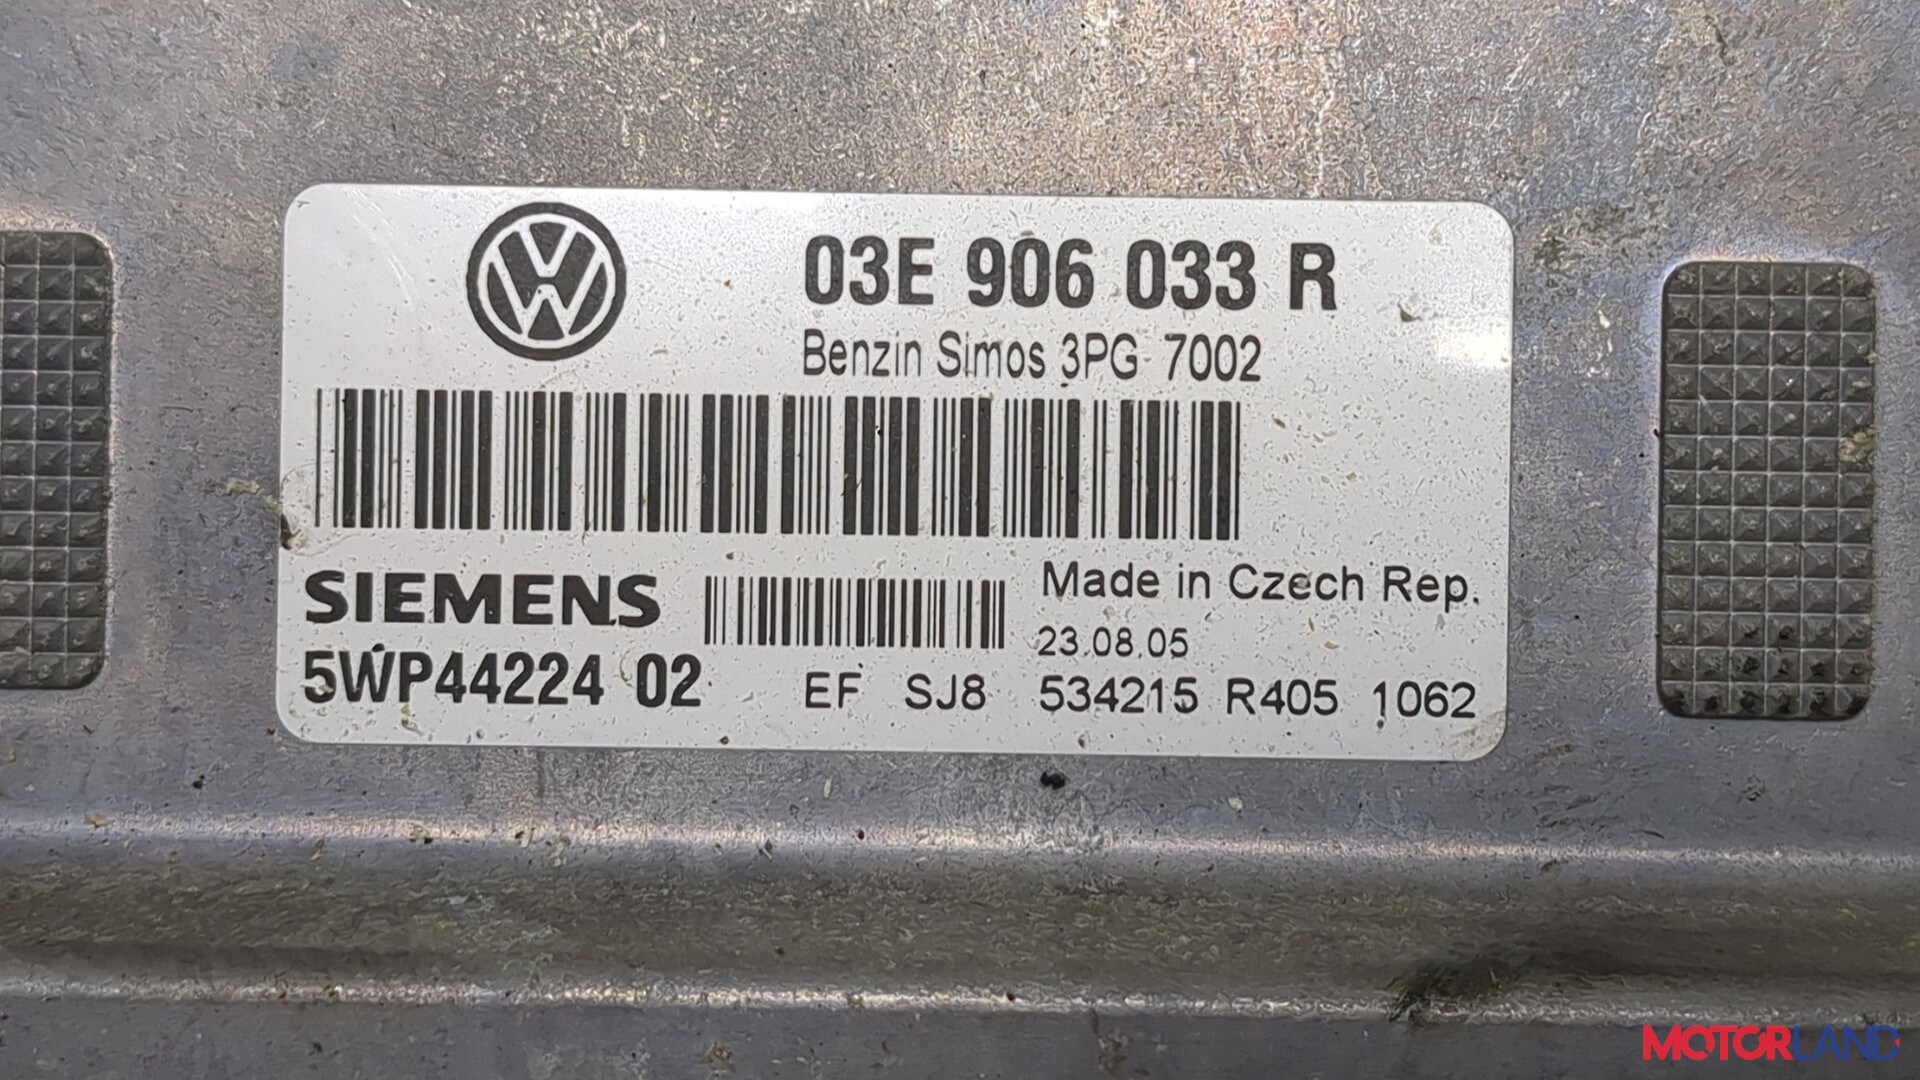 03E 906 033 R
Benzin Simos 3PG 7002
SIEMENS
Made in Czech Rep.
23.08.05
5WP44224 02
EF SJ8 534215 R405 1062
MOTORLAND